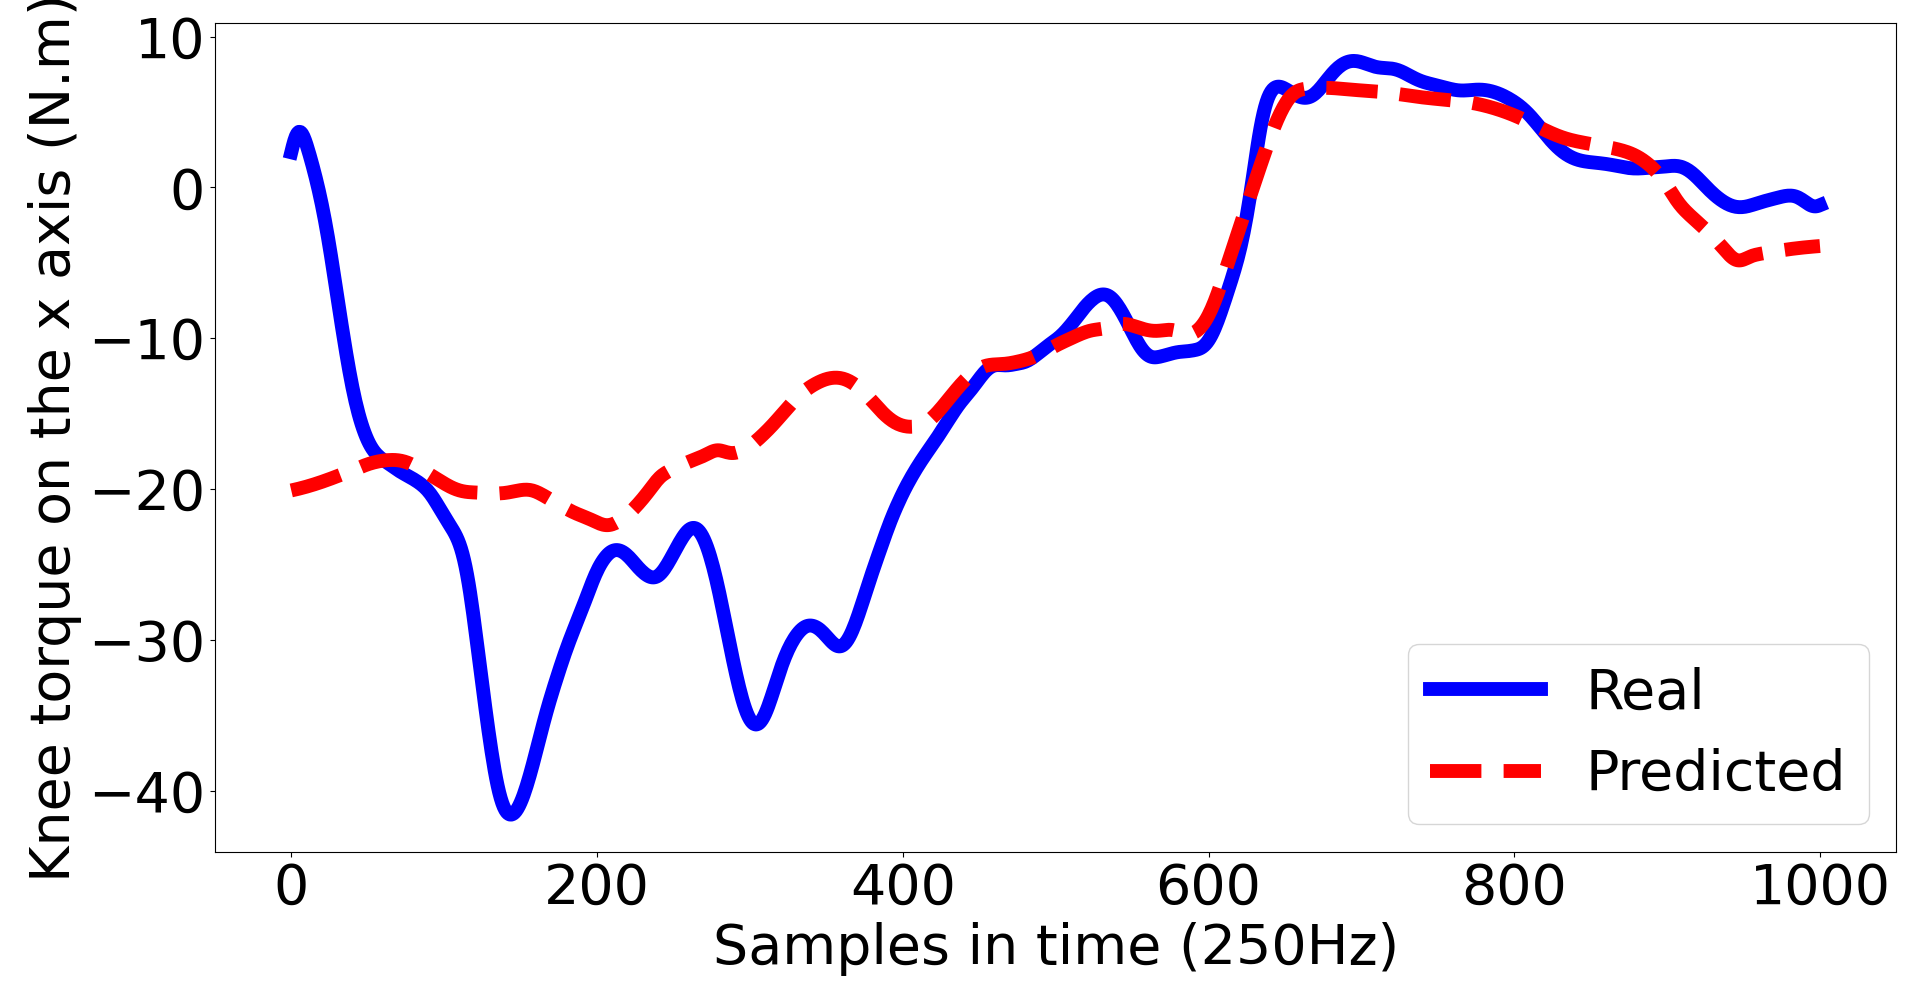 Knee torque on the x axis (N.m)
10
0
−10
−20
−30
−40
0 200 400 600 800 1000
Samples in time (250Hz)
Real
Predicted